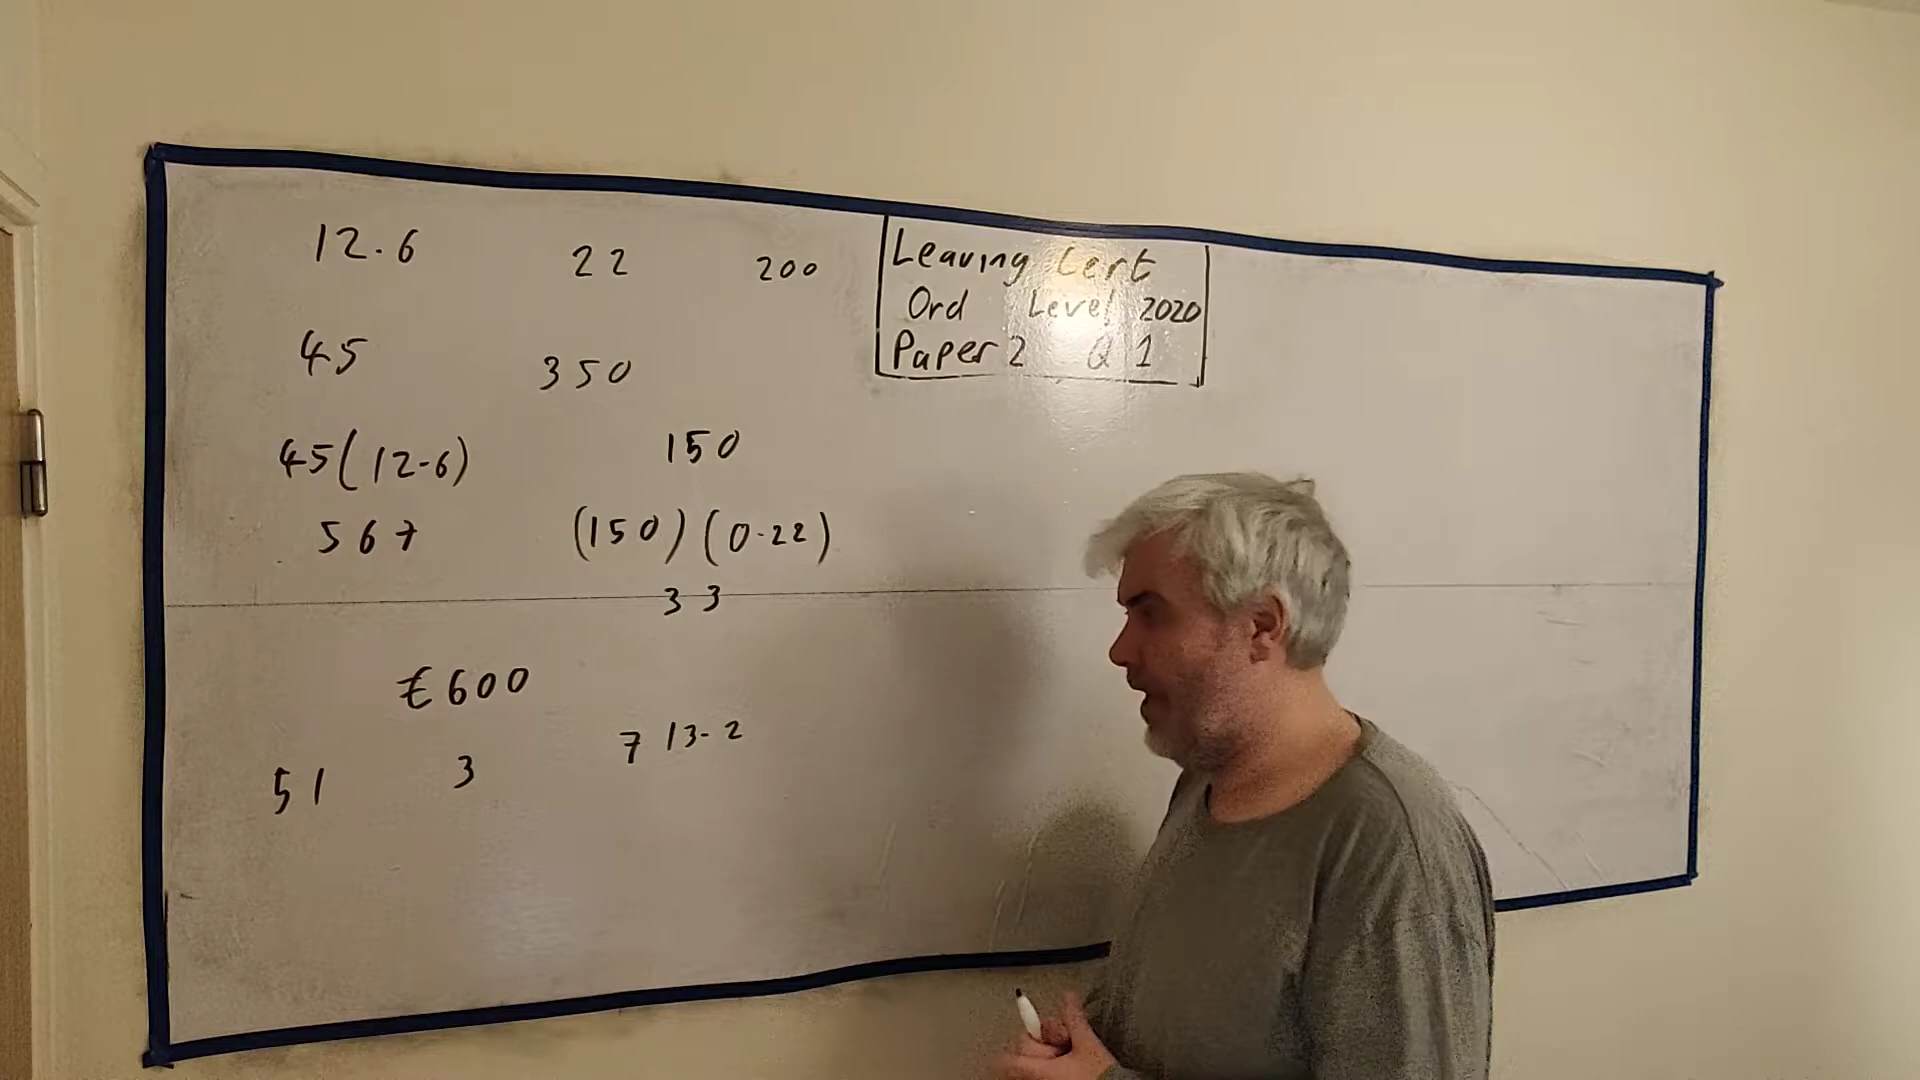 12.6 22 200
45 350
45(12.6) 150
567 (150)(0.22)
33
€600
51 3 7 13.2
Leaving Cert
Ord Level 2020
Paper 2 Q 1